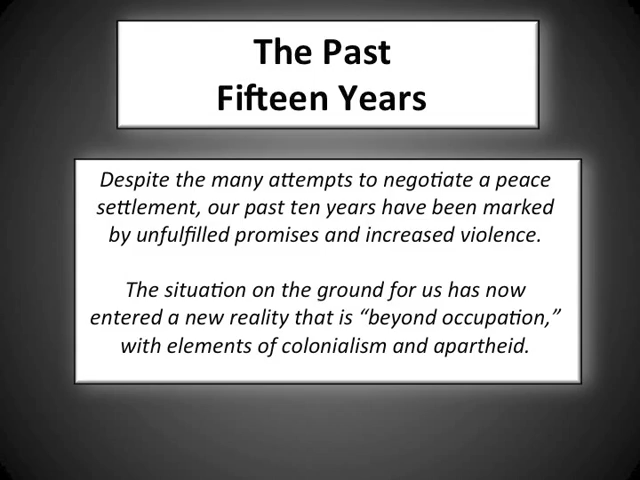 The Past
Fifteen Years
Despite the many attempts to negotiate a peace
settlement, our past ten years have been marked
by unfulfilled promises and increased violence.
The situation on the ground for us has now
entered a new reality that is “beyond occupation,”
with elements of colonialism and apartheid.